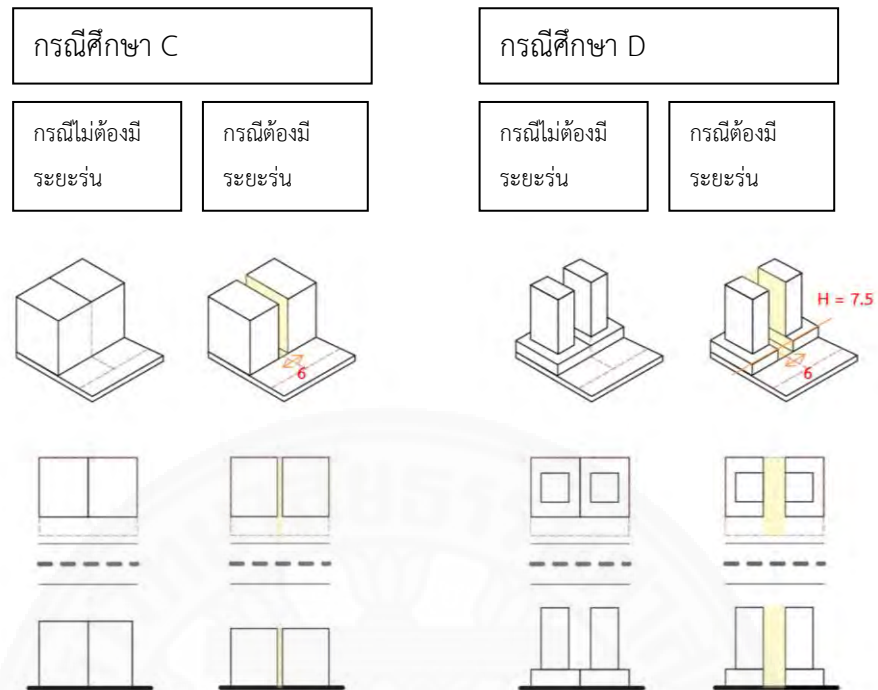 กรณีศึกษา C
กรณีศึกษา D
กรณีไม่ต้องมี
ระยะร่น
กรณีต้องมี
ระยะร่น
กรณีไม่ต้องมี
ระยะร่น
กรณีต้องมี
ระยะร่น
6
H = 7.5
6